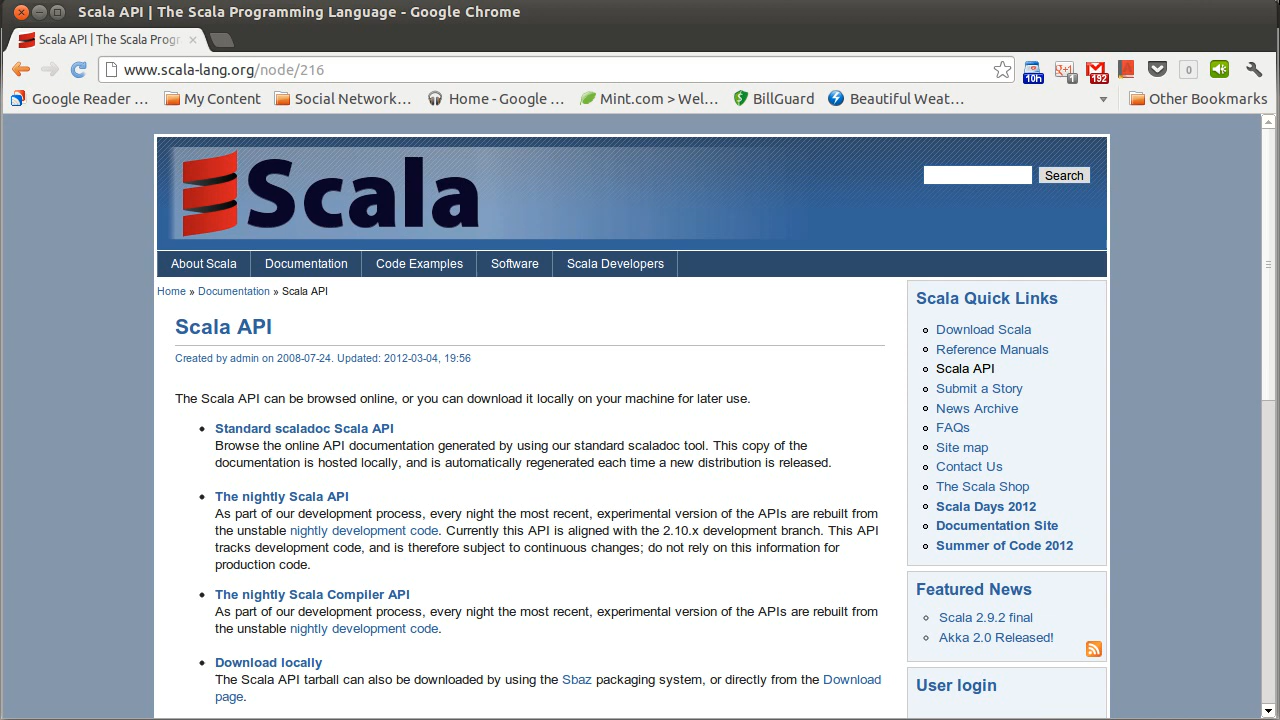 Scala API | The Scala Programming Language - Google Chrome
Scala API | The Scala Progr
www.scala-lang.org/node/216
10h
g+1
1
192
0
Google Reader ...
My Content
Social Network...
Home - Google ...
Mint.com > Wel...
BillGuard
Beautiful Weat...
Other Bookmarks
Scala
Search
About Scala
Documentation
Code Examples
Software
Scala Developers
Home » Documentation » Scala API
Scala API
Created by admin on 2008-07-24. Updated: 2012-03-04, 19:56
The Scala API can be browsed online, or you can download it locally on your machine for later use.
Standard scaladoc Scala API
Browse the online API documentation generated by using our standard scaladoc tool. This copy of the
documentation is hosted locally, and is automatically regenerated each time a new distribution is released.
The nightly Scala API
As part of our development process, every night the most recent, experimental version of the APIs are rebuilt from
the unstable nightly development code. Currently this API is aligned with the 2.10.x development branch. This API
tracks development code, and is therefore subject to continuous changes; do not rely on this information for
production code.
The nightly Scala Compiler API
As part of our development process, every night the most recent, experimental version of the APIs are rebuilt from
the unstable nightly development code.
Download locally
The Scala API tarball can also be downloaded by using the Sbaz packaging system, or directly from the Download
page.
Scala Quick Links
Download Scala
Reference Manuals
Scala API
Submit a Story
News Archive
FAQs
Site map
Contact Us
The Scala Shop
Scala Days 2012
Documentation Site
Summer of Code 2012
Featured News
Scala 2.9.2 final
Akka 2.0 Released!
User login